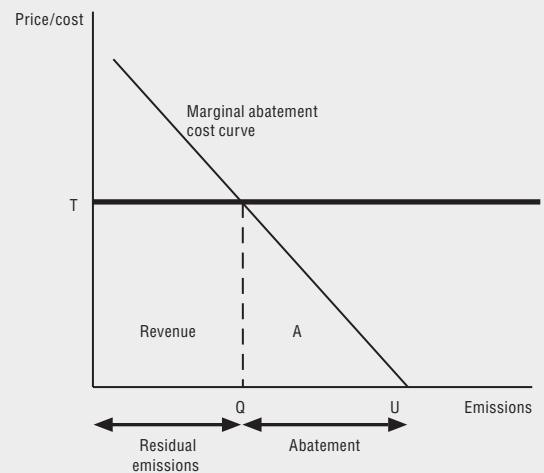 Price/cost
Marginal abatement
cost curve
T
Revenue
A
Q
U
Emissions
Residual
emissions
Abatement